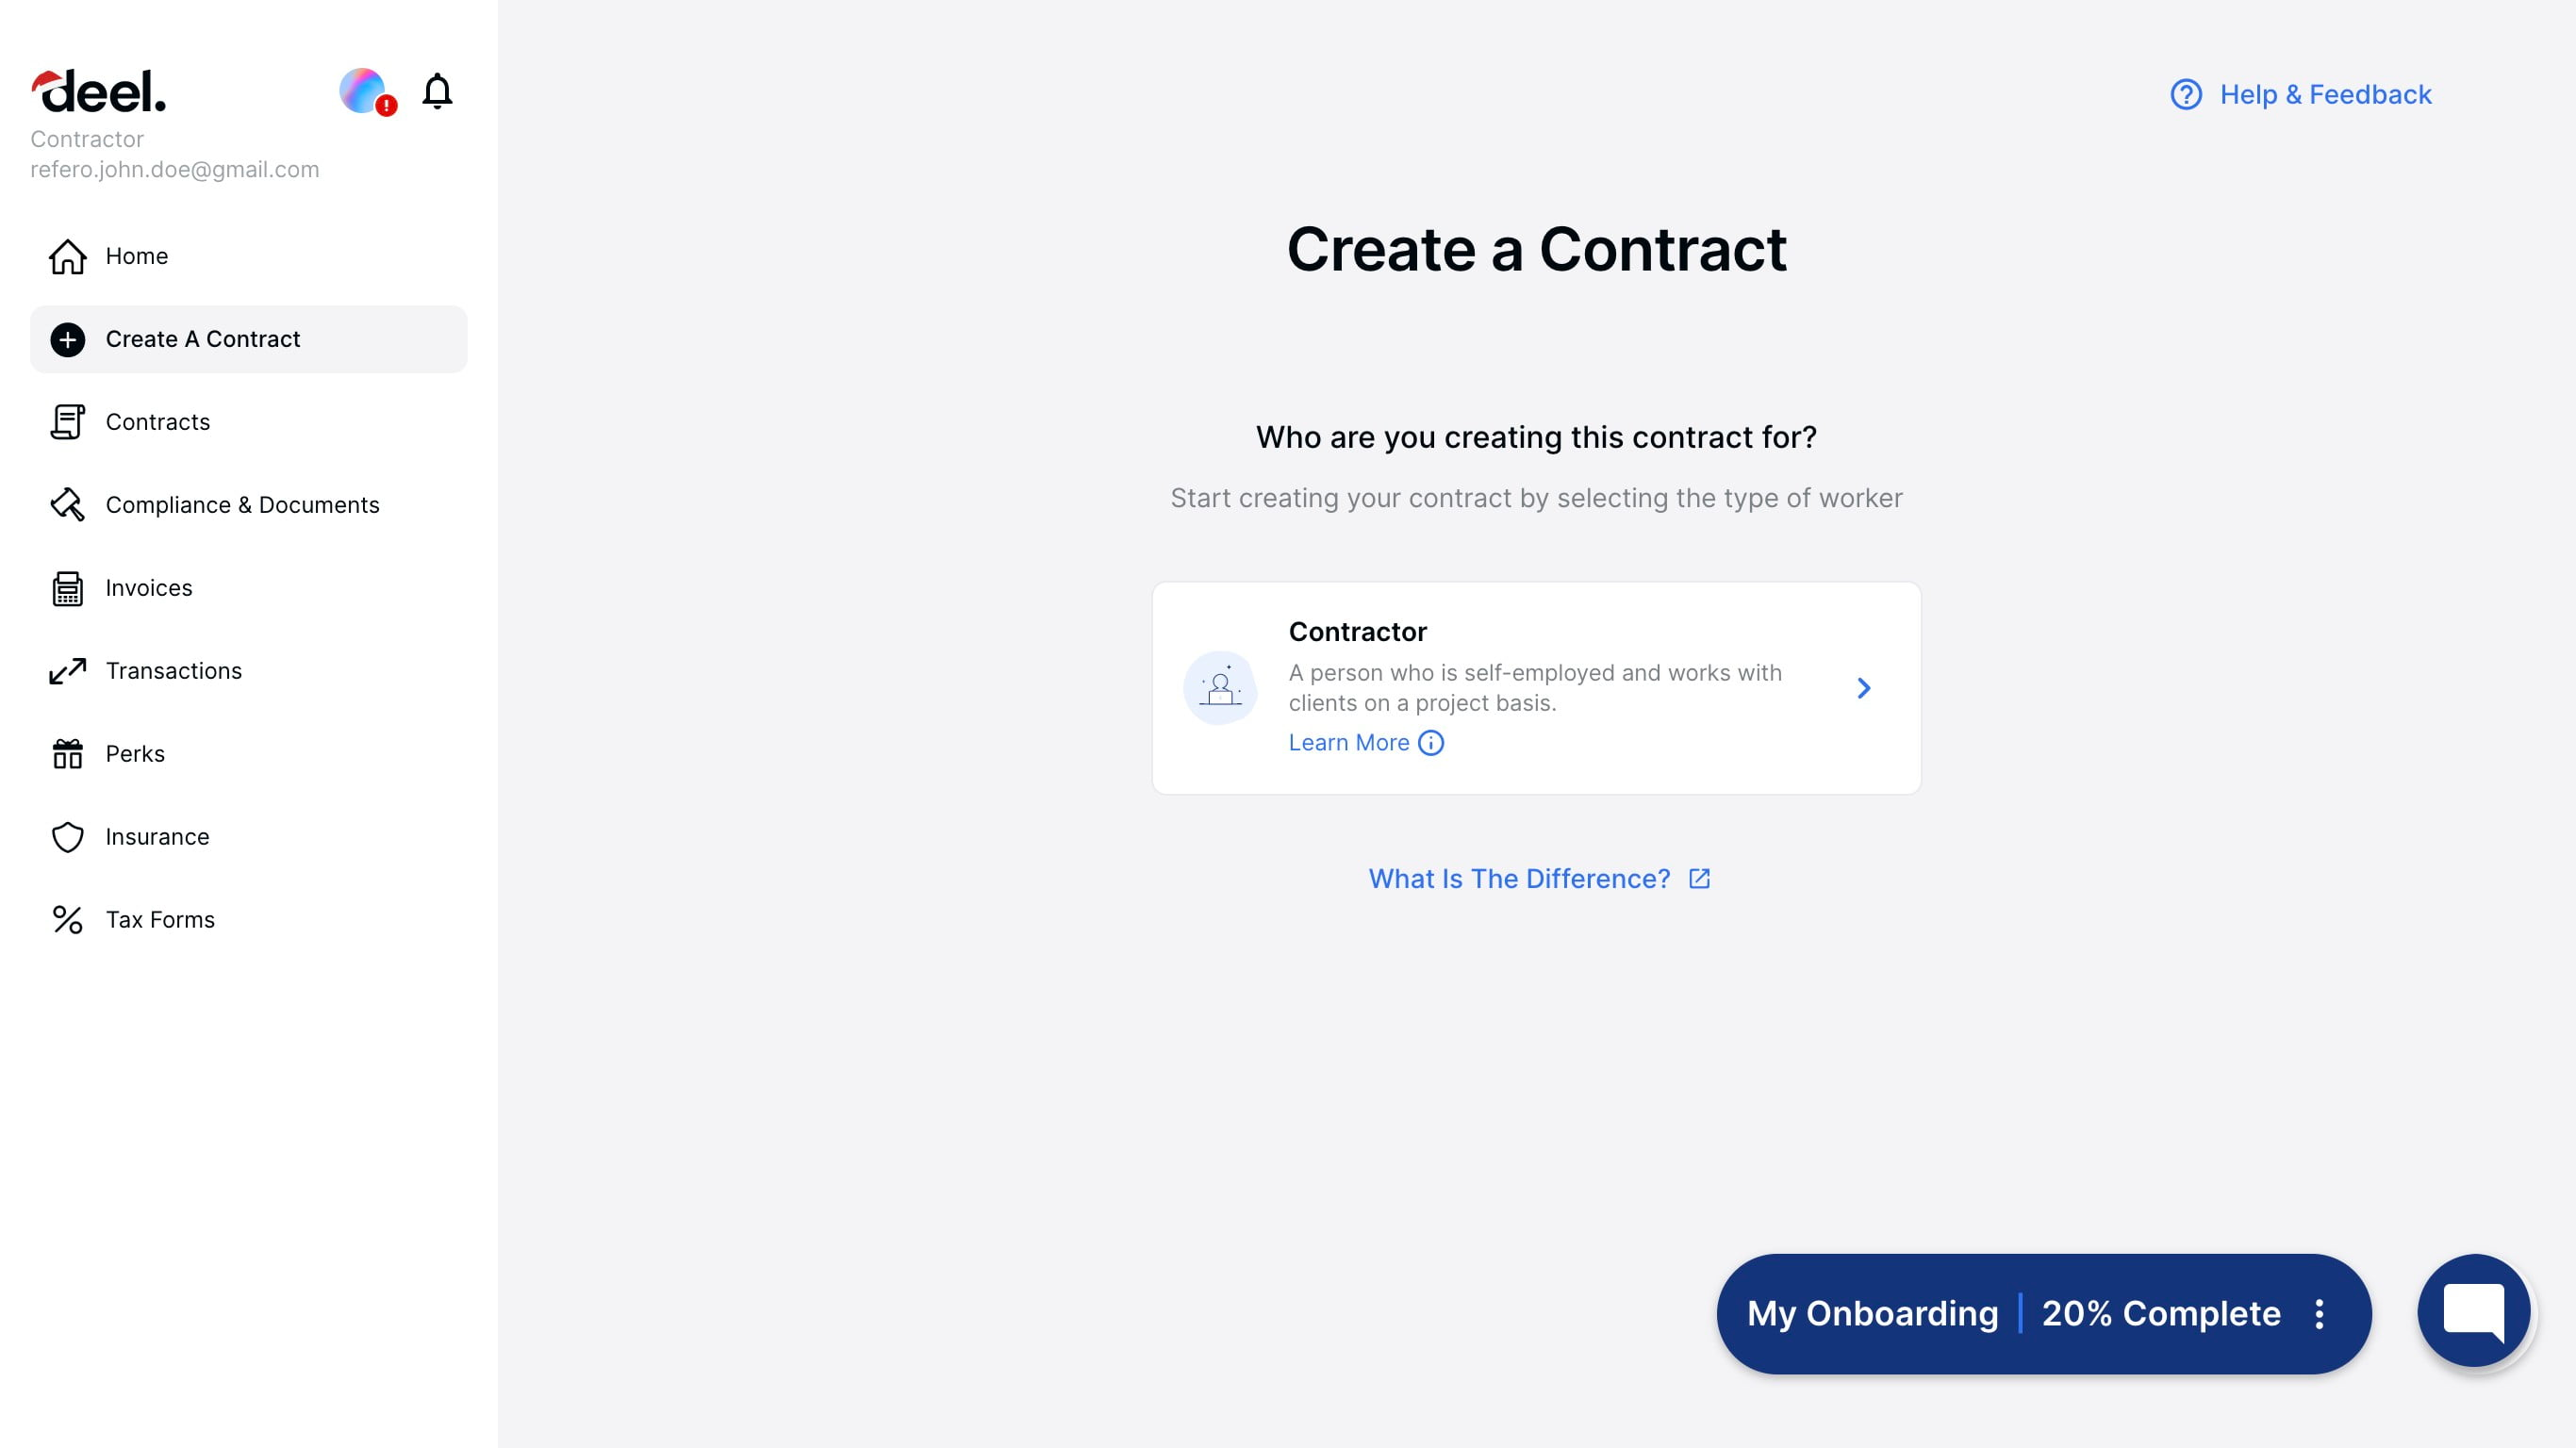 deel.
Contractor
refero.john.doe@gmail.com
Home
Create A Contract
Contracts
Compliance & Documents
Invoices
Transactions
Perks
Insurance
Tax Forms
Help & Feedback
Create a Contract
Who are you creating this contract for?
Start creating your contract by selecting the type of worker
Contractor
A person who is self-employed and works with
clients on a project basis.
Learn More
What Is The Difference?
My Onboarding | 20% Complete